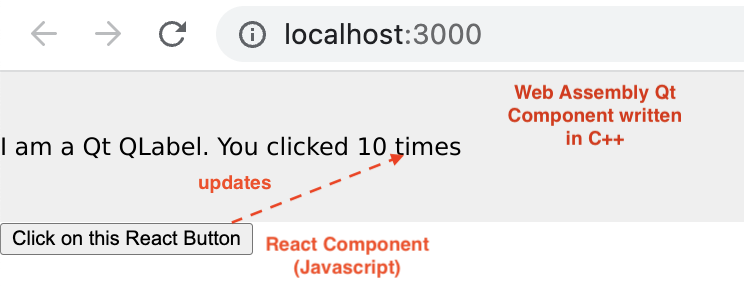 localhost:3000
Web Assembly Qt
Component written
in C++
I am a Qt QLabel. You clicked 10 times
updates
Click on this React Button
React Component
(Javascript)